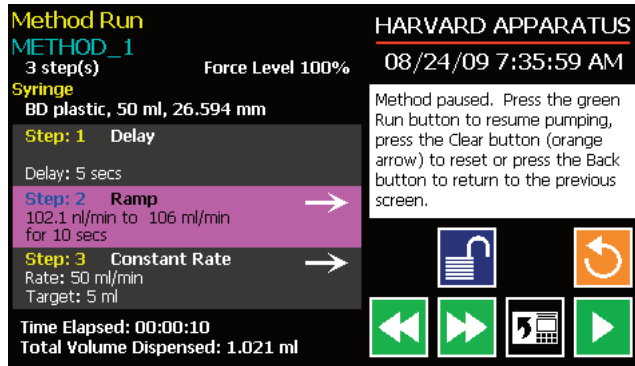 Method Run
METHOD_1
3 step(s) Force Level 100%
Syringe
BD plastic, 50 ml, 26.594 mm
Step: 1 Delay
Delay: 5 secs
Step: 2 Ramp
102.1 nl/min to 106 ml/min
for 10 secs
Step: 3 Constant Rate
Rate: 50 ml/min
Target: 5 ml
Time Elapsed: 00:00:10
Total Volume Dispensed: 1.021 ml
HARVARD APPARATUS
08/24/09 7:35:59 AM
Method paused. Press the green
Run button to resume pumping,
press the Clear button (orange
arrow) to reset or press the Back
button to return to the previous
screen.